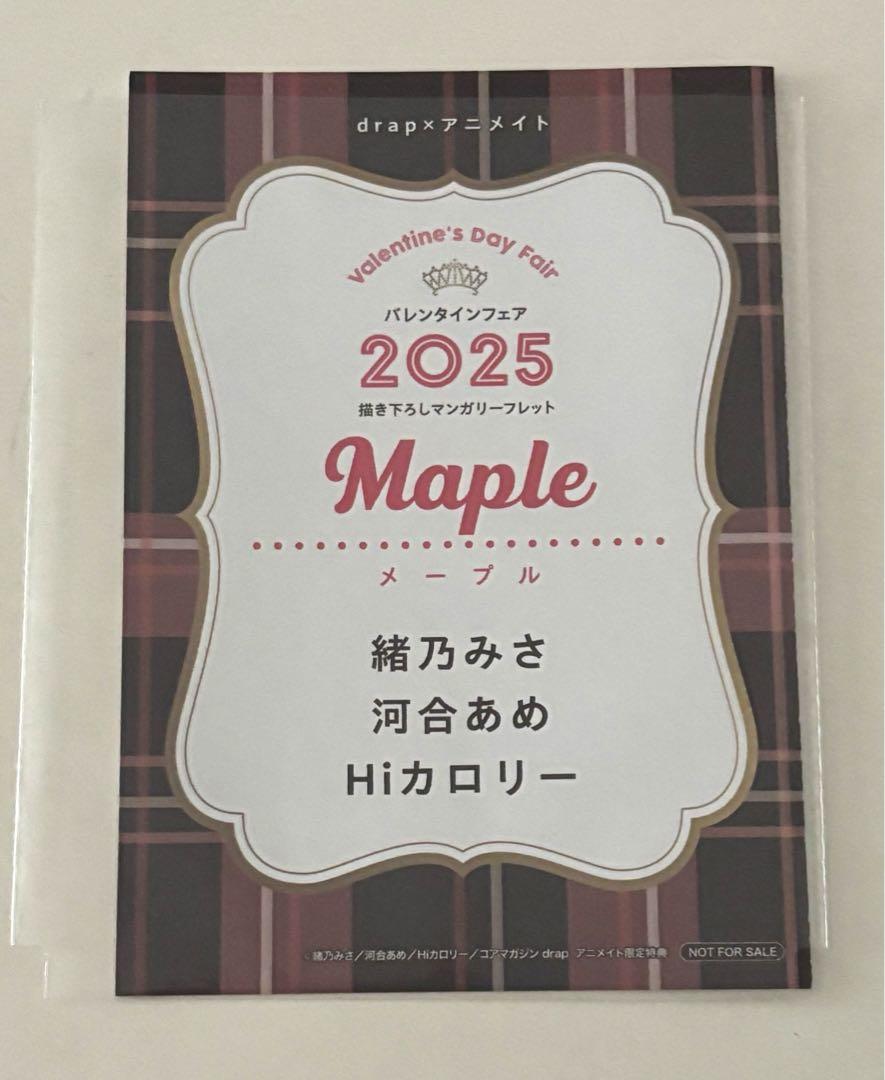 drap×アニメイト
Valentine's Day Fair
バレンタインフェア
2025
描き下ろしマンガリーフレット
Maple
メープル
緒乃みさ
河合あめ
Hiカロリー
©緒乃みさ/河合あめ/Hiカロリー/コアマガジン drap アニメイト限定特典 NOT FOR SALE